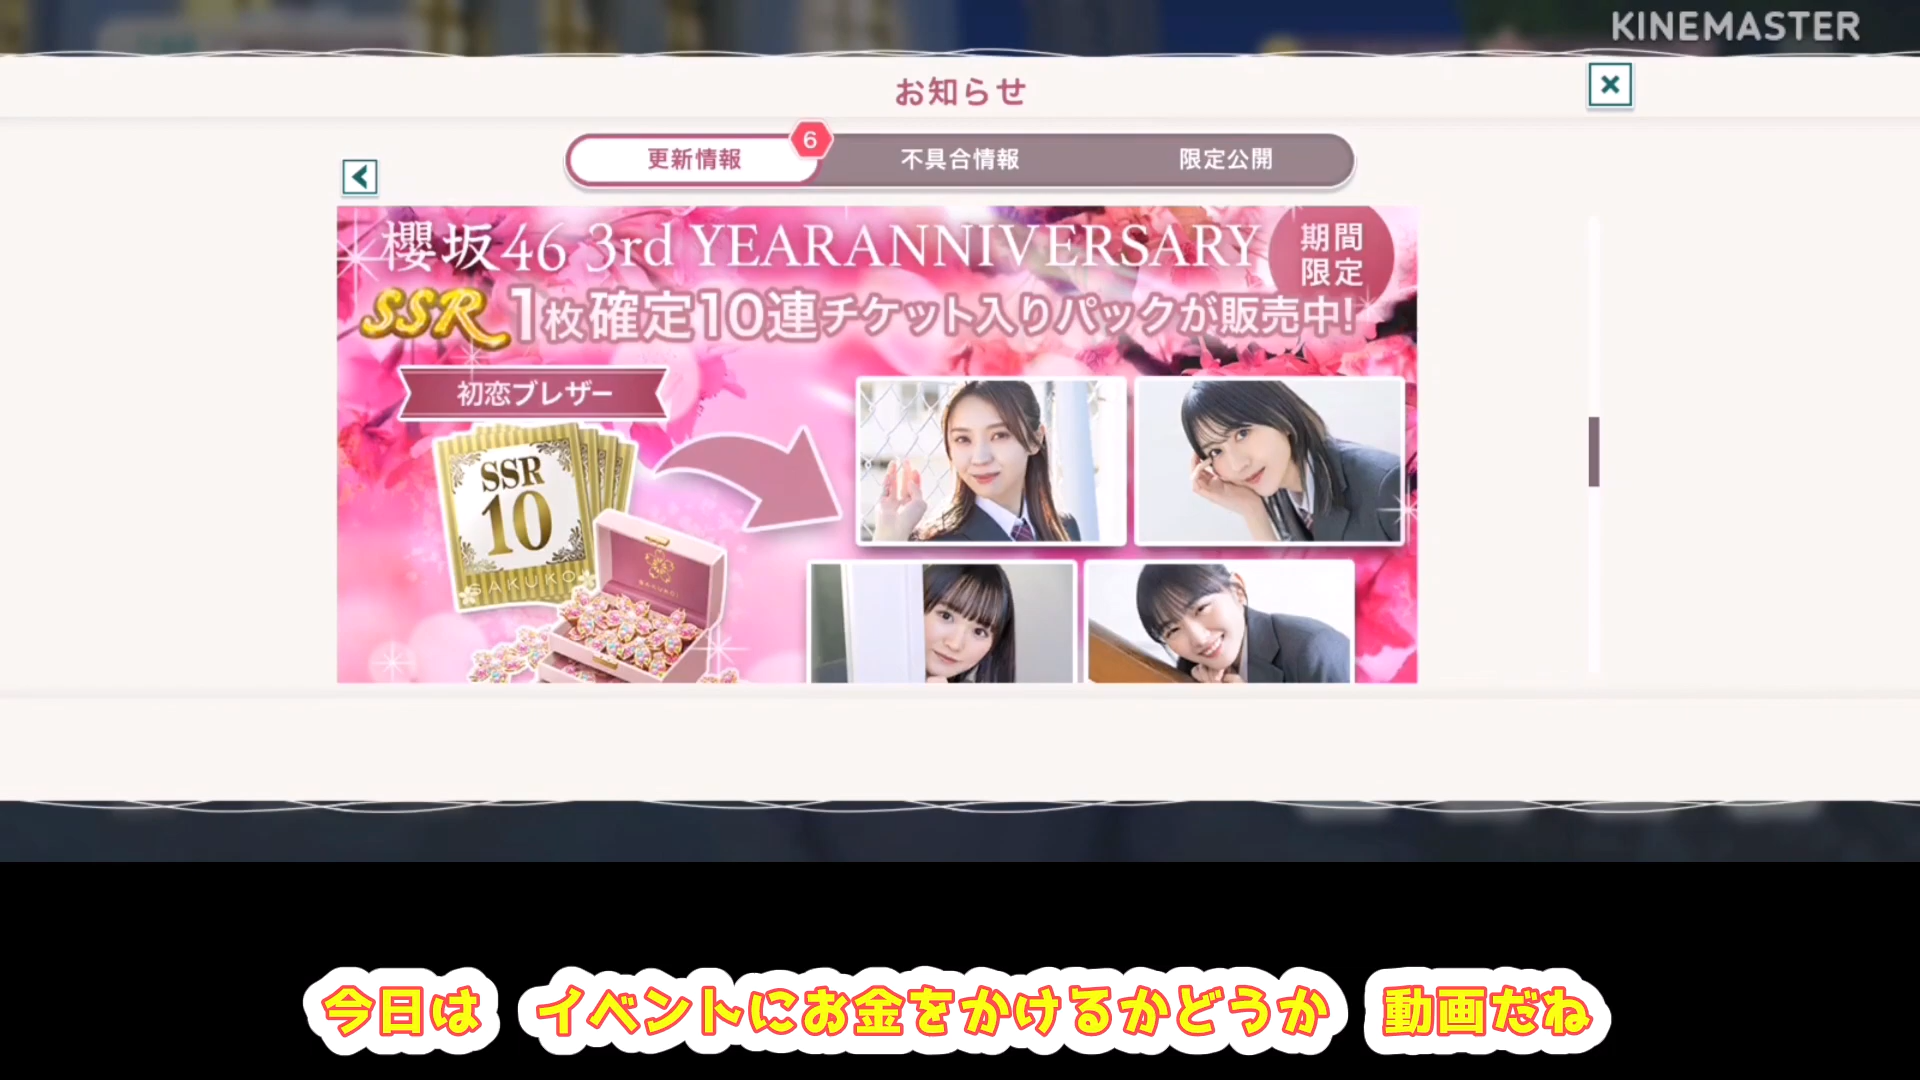 KINEMASTER
お知らせ
更新情報
6
不具合情報
限定公開
櫻坂46 3rd YEARANNIVERSARY
期間
限定
SSR1枚確定10連チケット入りパックが販売中!
初恋ブレザー
SSR
10
SAKUKO
今日は イベントにお金をかけるかどうか 動画だね